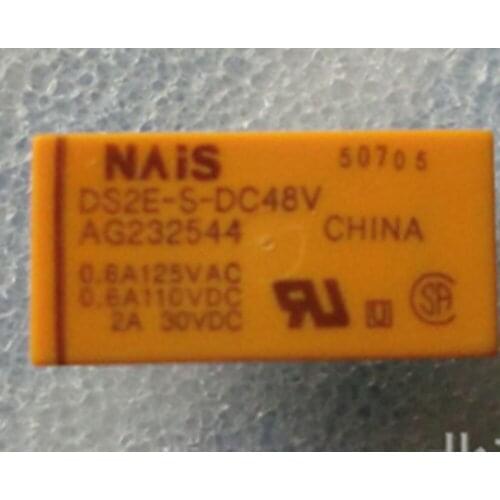 NAiS 50705
DS2E-S-DC48V
AG232544 CHINA
0.6A125VAC
0.6A110VDC
2A 30VDC